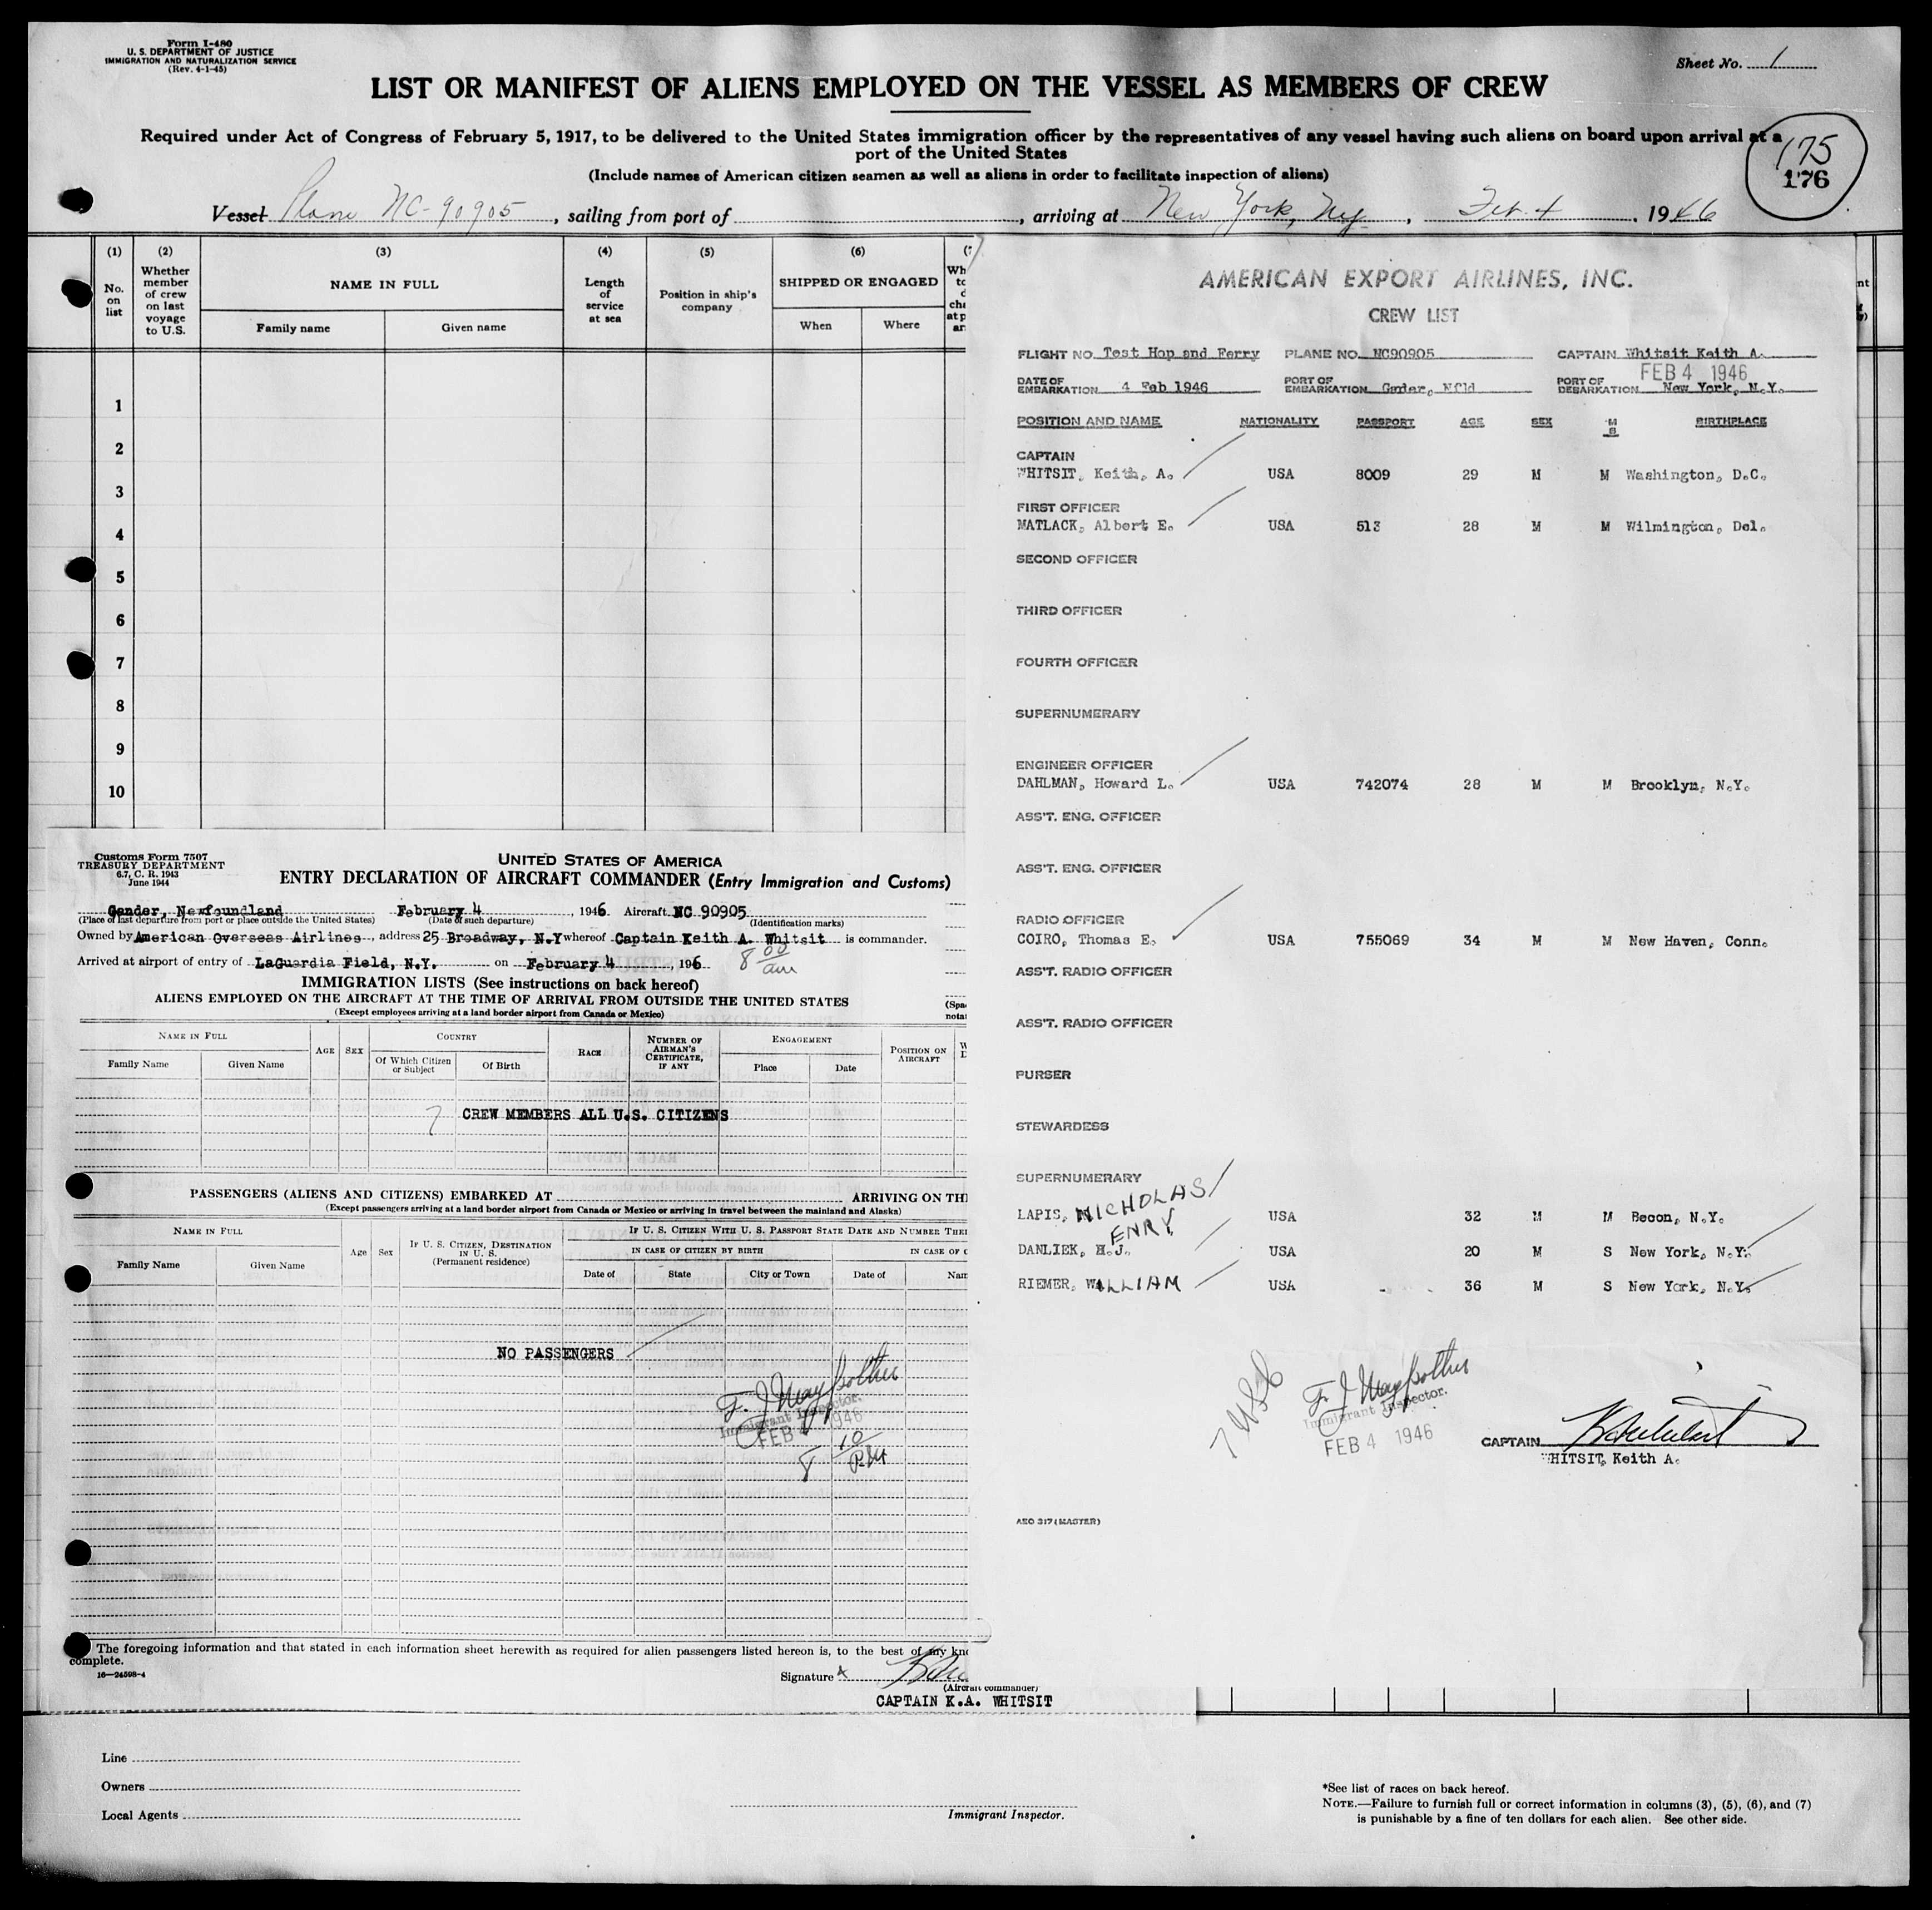 Form I-480
U. S. DEPARTMENT OF JUSTICE
IMMIGRATION AND NATURALIZATION SERVICE
(Rev. 4-1-45)
Sheet No. 1
LIST OR MANIFEST OF ALIENS EMPLOYED ON THE VESSEL AS MEMBERS OF CREW
Required under Act of Congress of February 5, 1917, to be delivered to the United States immigration officer by the representatives of any vessel having such aliens on board upon arrival at a
port of the United States
(Include names of American citizen seamen as well as aliens in order to facilitate inspection of aliens)
175
176
Vessel Plane NC-90905, sailing from port of , arriving at New York, Ny., Feb. 4, 1946
(1) (2) (3) (4) (5) (6)
No. on list
Whether member of crew on last voyage to U.S.
NAME IN FULL
Family name Given name
Length of service at sea
Position in ship's company
SHIPPED OR ENGAGED
When Where
1
2
3
4
5
6
7
8
9
10
AMERICAN EXPORT AIRLINES, INC.
CREW LIST
FLIGHT NO. Test Hop and Ferry PLANE NO. NC90905 CAPTAIN Whitsit Keith A.
FEB 4 1946
DATE OF EMBARKATION 4 Feb 1946 PORT OF EMBARKATION Gnder, Nfld PORT OF DEBARKATION New York, N.Y.
POSITION AND NAME NATIONALITY PASSPORT AGE SEX M S BIRTHPLACE
CAPTAIN
WHITSIT, Keith, A. USA 8009 29 M M Washington, D.C.
FIRST OFFICER
MATLACK, Albert E. USA 513 28 M M Wilmington, Del.
SECOND OFFICER
THIRD OFFICER
FOURTH OFFICER
SUPERNUMERARY
ENGINEER OFFICER
DAHLMAN, Howard L. USA 742074 28 M M Brooklyn, N.Y.
ASS'T. ENG. OFFICER
ASS'T. ENG. OFFICER
RADIO OFFICER
COIRO, Thomas E. USA 755069 34 M M New Haven, Conn.
ASS'T. RADIO OFFICER
ASS'T. RADIO OFFICER
PURSER
STEWARDESS
SUPERNUMERARY
LAPIS, NICHOLAS USA 32 M M Becon, N.Y.
ENRY
DANLIEK, H.J. USA 20 M S New York, N.Y.
RIEMER, WILLIAM USA 36 M S New York, N.Y.
7 USC
Immigrant Inspector.
FEB 4 1946
CAPTAIN
WHITSIT, Keith A.
AEO 317 (MASTER)
Customs Form 7507
TREASURY DEPARTMENT
6.7, C. R. 1943
June 1944
UNITED STATES OF AMERICA
ENTRY DECLARATION OF AIRCRAFT COMMANDER (Entry Immigration and Customs)
Gander, Newfoundland February 4, 1946 Aircraft NC 90905
(Place of last departure from port or place outside the United States) (Date of such departure) (Identification marks)
Owned by American Overseas Airlines, address 25 Broadway, N.Y whereof Captain Keith A. Whitsit is commander.
Arrived at airport of entry of LaGuardia Field, N.Y. on February 4, 1946 8 00 am
IMMIGRATION LISTS (See instructions on back hereof)
ALIENS EMPLOYED ON THE AIRCRAFT AT THE TIME OF ARRIVAL FROM OUTSIDE THE UNITED STATES
(Except employees arriving at a land border airport from Canada or Mexico)
NAME IN FULL AGE SEX COUNTRY RACE NUMBER OF AIRMAN'S CERTIFICATE, IF ANY ENGAGEMENT POSITION ON AIRCRAFT
Family Name Given Name Of Which Citizen or Subject Of Birth Place Date
7 CREW MEMBERS ALL U.S. CITIZENS
PASSENGERS (ALIENS AND CITIZENS) EMBARKED AT ARRIVING ON TH
(Except passengers arriving at a land border airport from Canada or Mexico or arriving in travel between the mainland and Alaska)
NAME IN FULL Age Sex IF U. S. CITIZEN, DESTINATION IN U. S. (Permanent residence) IF U. S. CITIZEN WITH U. S. PASSPORT STATE DATE AND NUMBER THE
IN CASE OF CITIZEN BY BIRTH IN CASE OF C
Family Name Given Name Date of State City or Town Date of Nam
NO PASSENGERS
Immigrant Inspector.
FEB 4 1946
8 10 PM
The foregoing information and that stated in each information sheet herewith as required for alien passengers listed hereon is, to the best of my kno
complete.
16—24598-4
Signature
(Aircraft commander)
CAPTAIN K.A. WHITSIT
Line
Owners
Local Agents
Immigrant Inspector.
*See list of races on back hereof.
NOTE.—Failure to furnish full or correct information in columns (3), (5), (6), and (7)
is punishable by a fine of ten dollars for each alien. See other side.